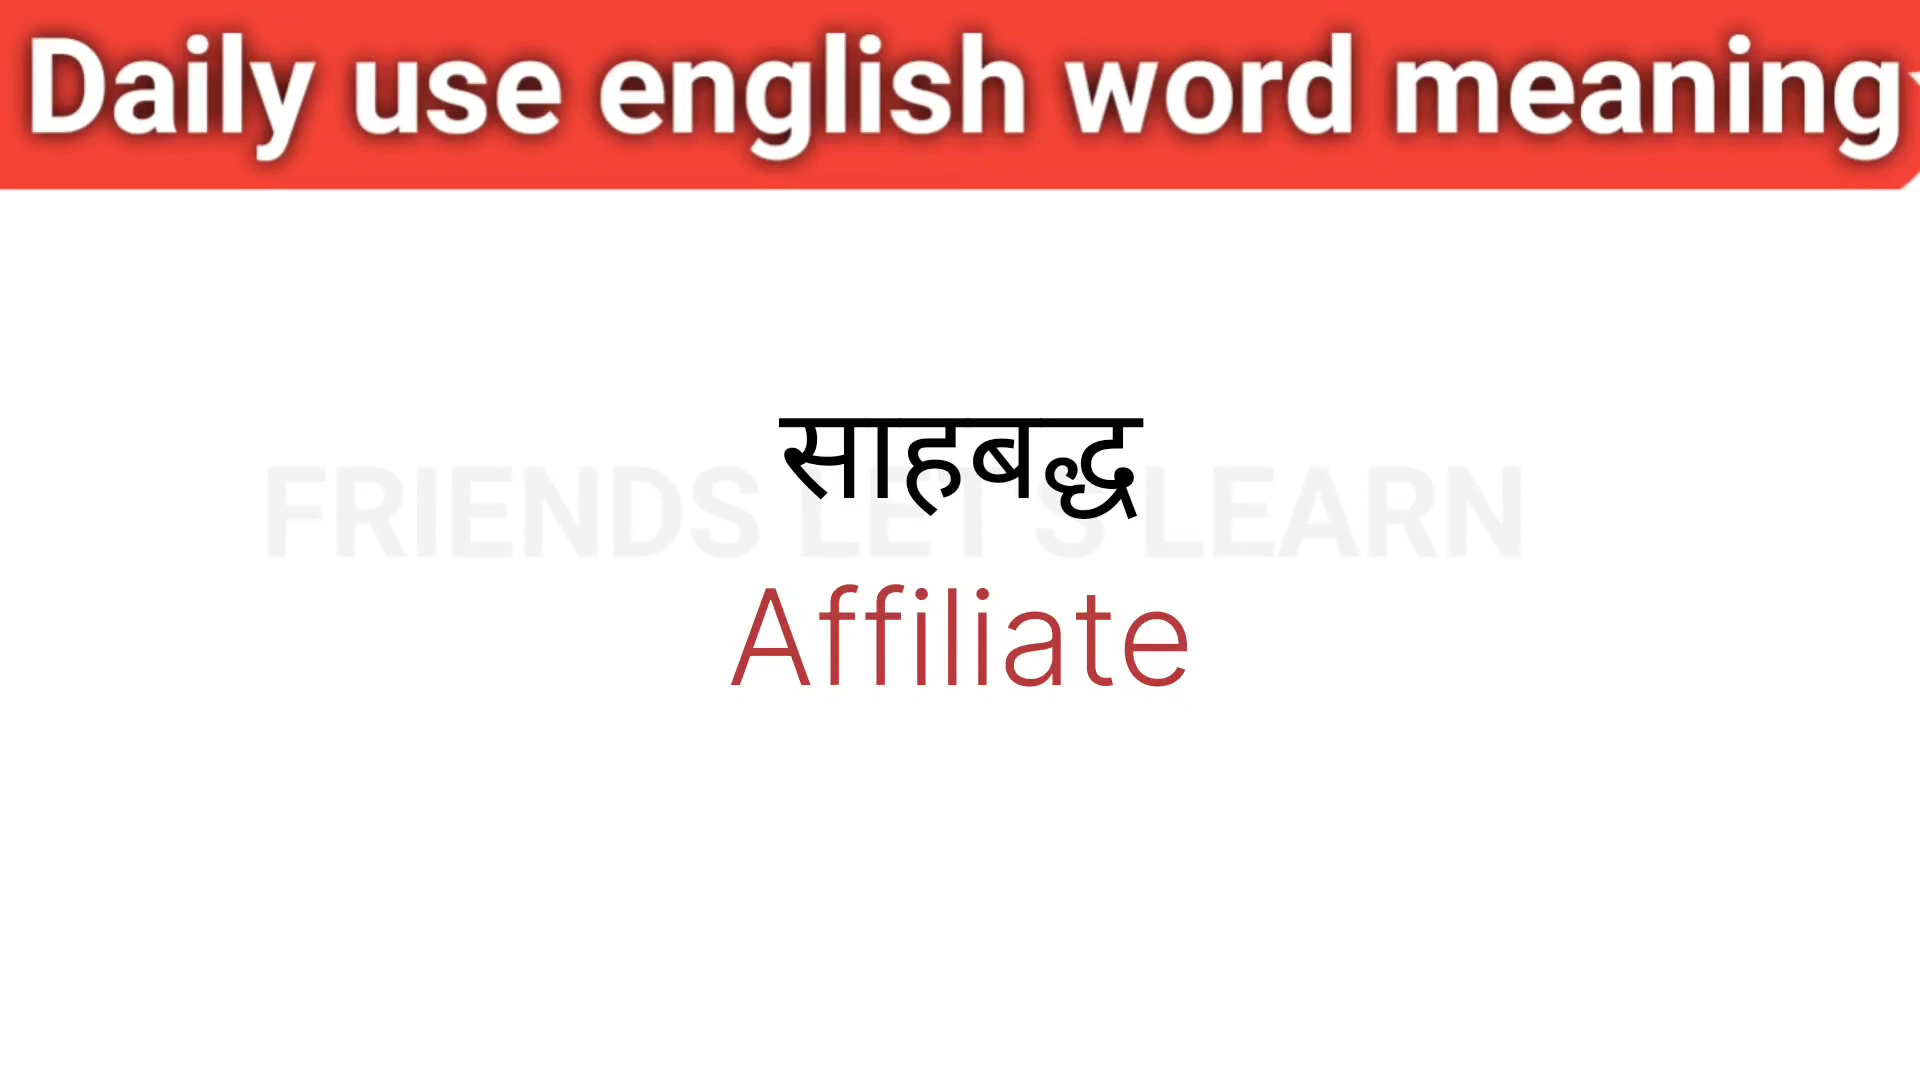 Daily use english word meaning
साहबद्ध
FRIENDS LET'S LEARN
Affiliate